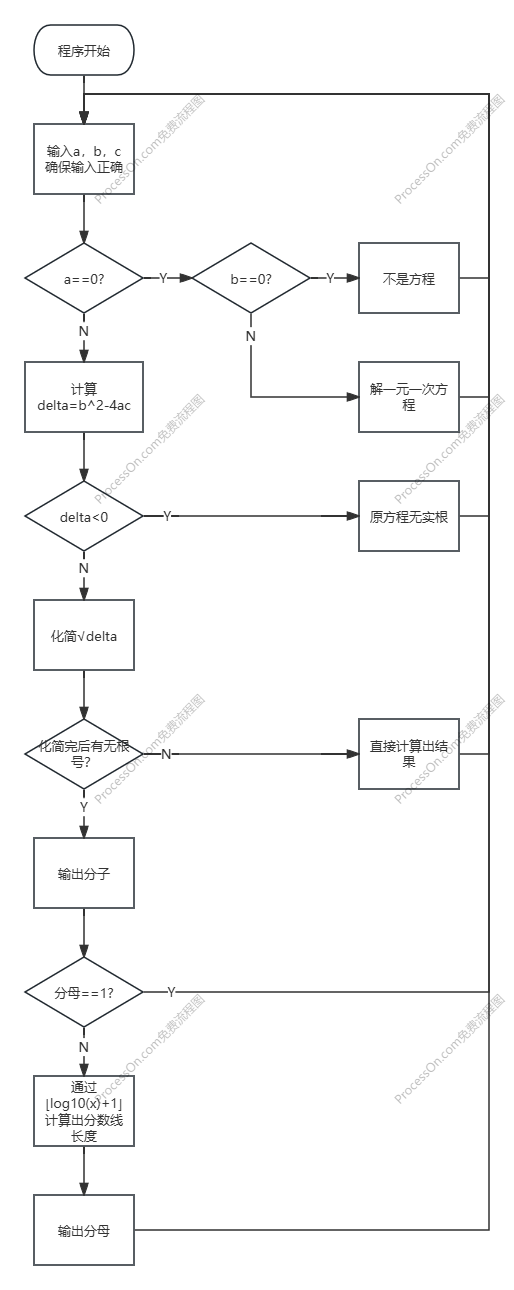 程序开始
输入a，b，c
确保输入正确
a==0?
Y
b==0?
Y
不是方程
N
N
计算
delta=b^2-4ac
解一元一次方
程
delta<0
Y
原方程无实根
N
化简√delta
化简完后有无根
号?
N
直接计算出结
果
Y
输出分子
分母==1?
Y
N
通过
⌊log10(x)+1⌋
计算出分数线
长度
输出分母
ProcessOn.com免费流程图
ProcessOn.com免费流程图
ProcessOn.com免费流程图
ProcessOn.com免费流程图
ProcessOn.com免费流程图
ProcessOn.com免费流程图
ProcessOn.com免费流程图
ProcessOn.com免费流程图